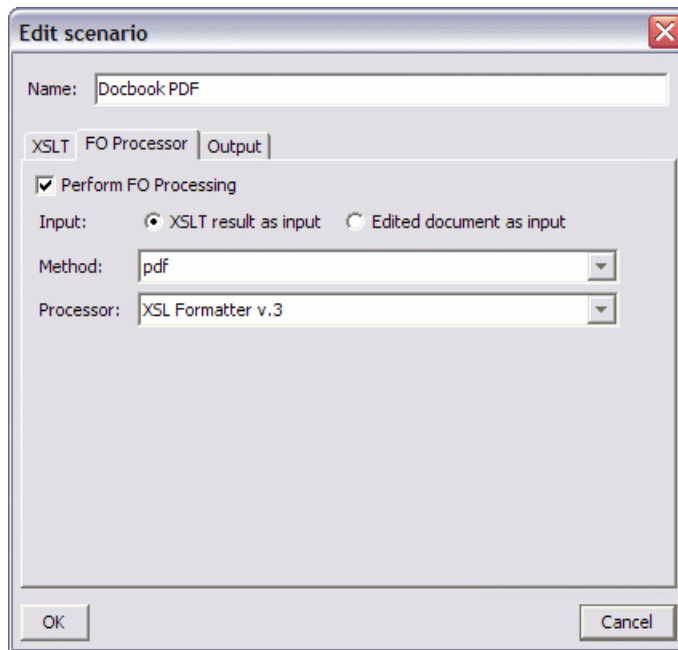 Edit scenario
Name: Docbook PDF
XSLT FO Processor Output
Perform FO Processing
Input: XSLT result as input Edited document as input
Method: pdf
Processor: XSL Formatter v.3
OK Cancel